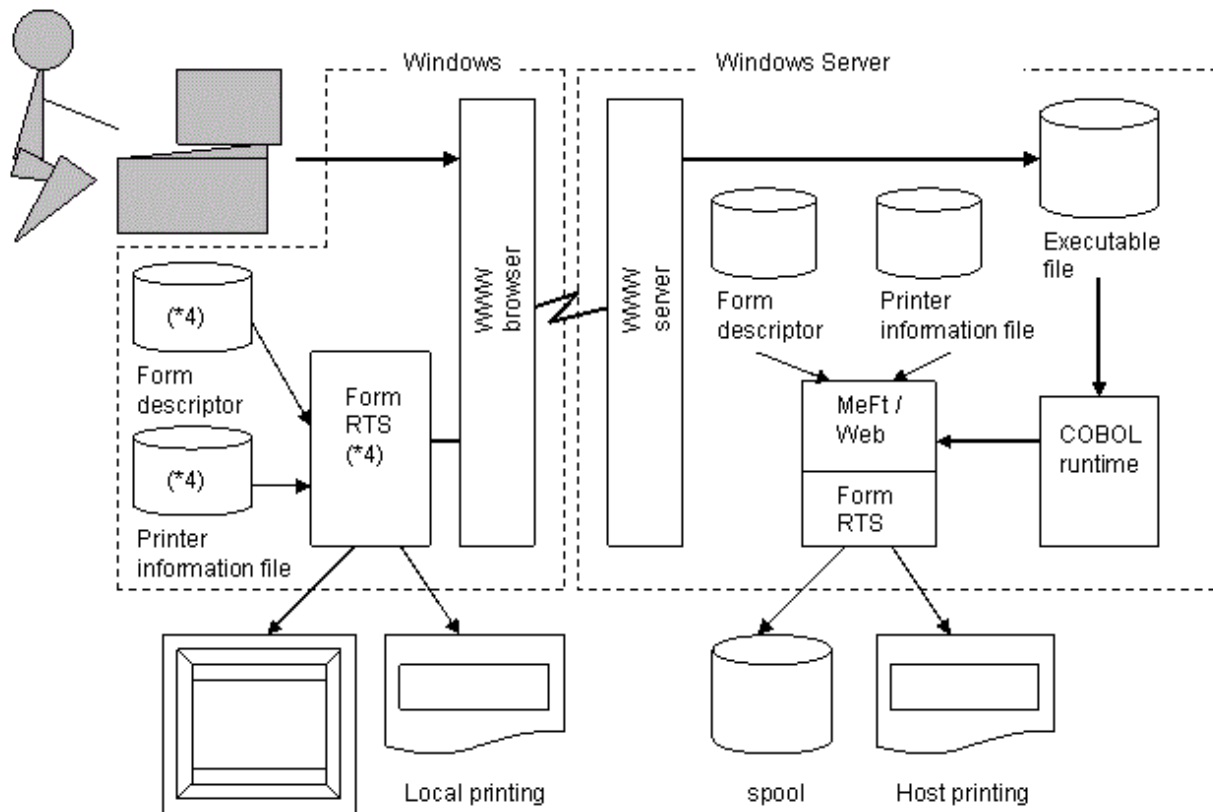 Windows
Windows Server
WWW
browser
WWW
server
Executable
file
(*4)
Form
descriptor
(*4)
Printer
information file
Form
RTS
(*4)
Form
descriptor
Printer
information file
MeFt /
Web
Form
RTS
COBOL
runtime
Local printing
spool
Host printing